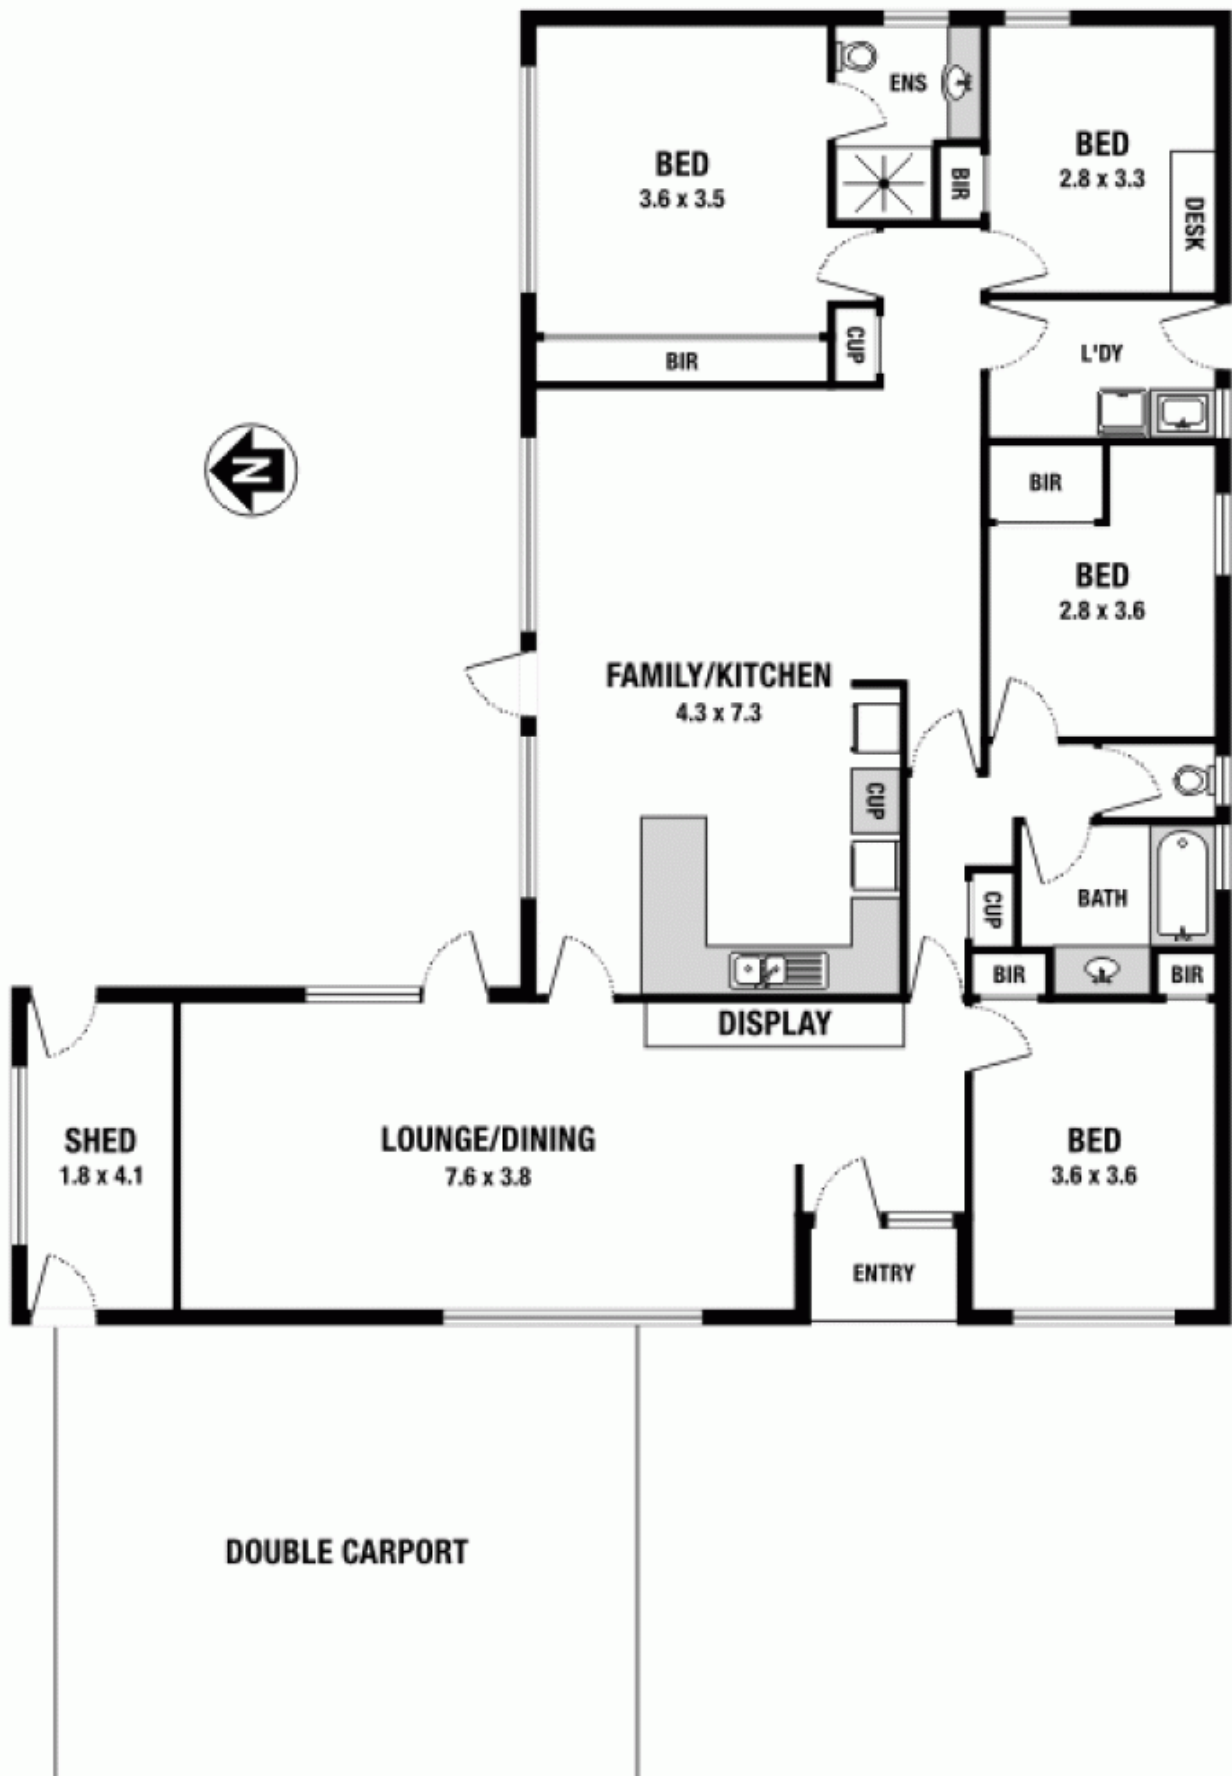 ENS
BED
3.6 x 3.5
BED
2.8 x 3.3
BIR
DESK
CUP
BIR
L'DY
N
BIR
BED
2.8 x 3.6
FAMILY/KITCHEN
4.3 x 7.3
CUP
CUP
BATH
BIR
BIR
DISPLAY
SHED
1.8 x 4.1
LOUNGE/DINING
7.6 x 3.8
BED
3.6 x 3.6
ENTRY
DOUBLE CARPORT